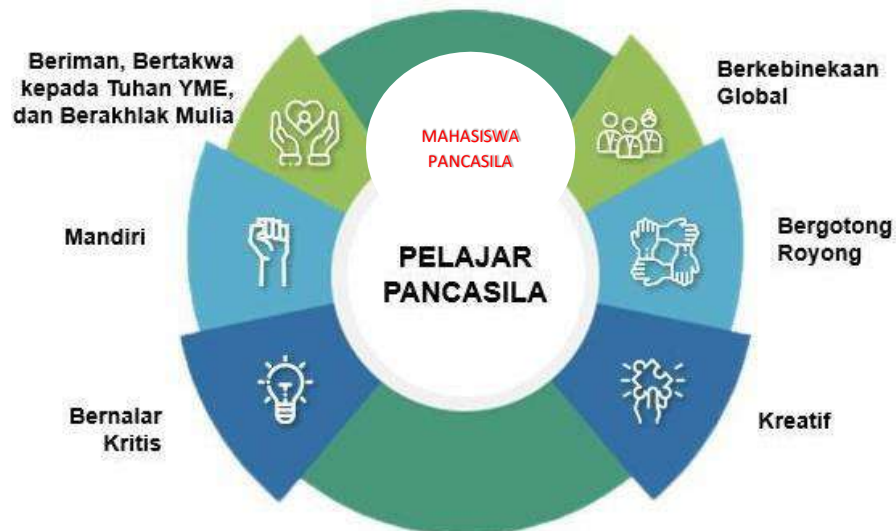 Beriman, Bertakwa
kepada Tuhan YME,
dan Berakhlak Mulia
Berkebinekaan
Global
MAHASISWA
PANCASILA
Mandiri
PELAJAR
PANCASILA
Bergotong
Royong
Bernalar
Kritis
Kreatif